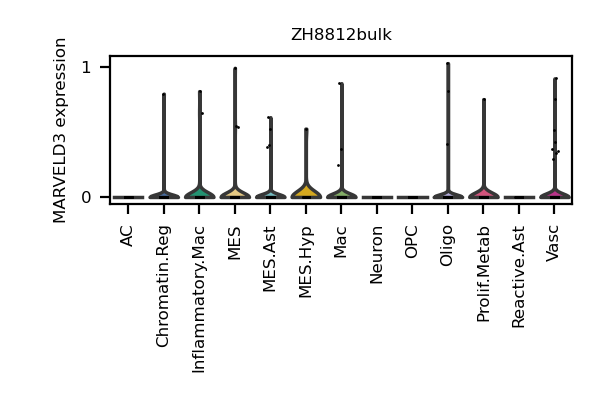 ZH8812bulk
MARVELD3 expression
1
0
AC
Chromatin.Reg
Inflammatory.Mac
MES
MES.Ast
MES.Hyp
Mac
Neuron
OPC
Oligo
Prolif.Metab
Reactive.Ast
Vasc